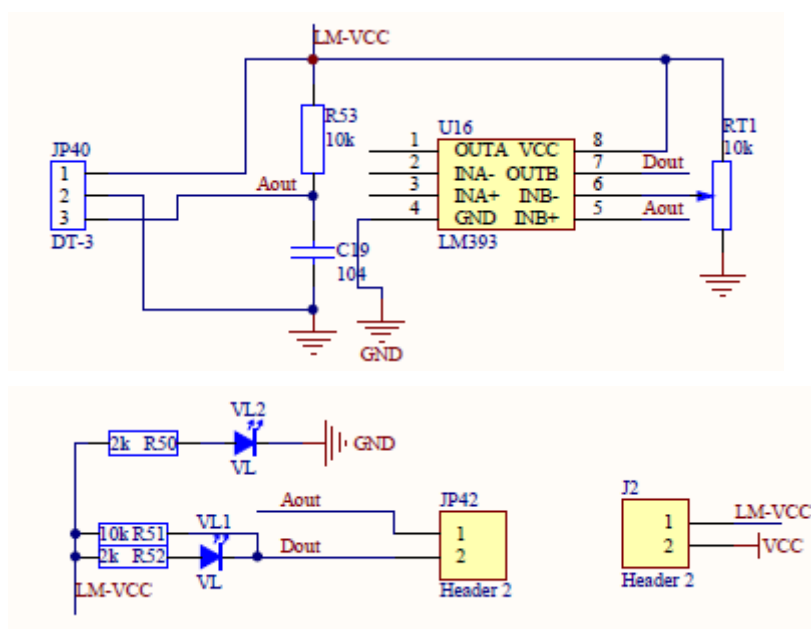 LM-VCC
R53
10k
JP40
1
2
3
DT-3
Aout
C19
104
U16
1 OUTA VCC 8
2 INA- OUTB 7 Dout
3 INA+ INB- 6
4 GND INB+ 5 Aout
LM393
RT1
10k
GND
VL2
2k R50
VL
GND
10k R51
2k R52
VL1
VL
LM-VCC
Aout
Dout
JP42
1
2
Header 2
J2
1
2
Header 2
LM-VCC
VCC